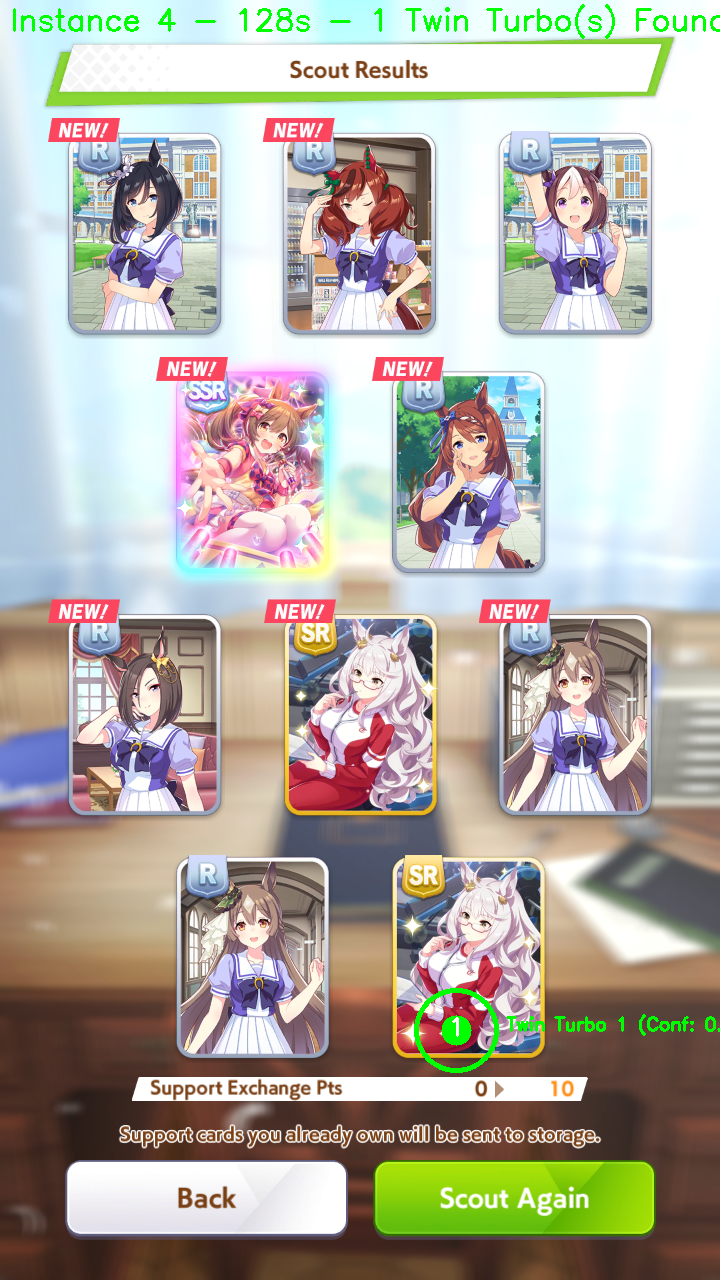 Instance 4 - 128s - 1 Twin Turbo(s) Found
Scout Results
NEW! NEW!
R R R
NEW! NEW!
SSR R
NEW! NEW! NEW!
R SR R
R SR
1 Twin Turbo 1 (Conf: 0.
Support Exchange Pts 0 10
Support cards you already own will be sent to storage.
Back Scout Again